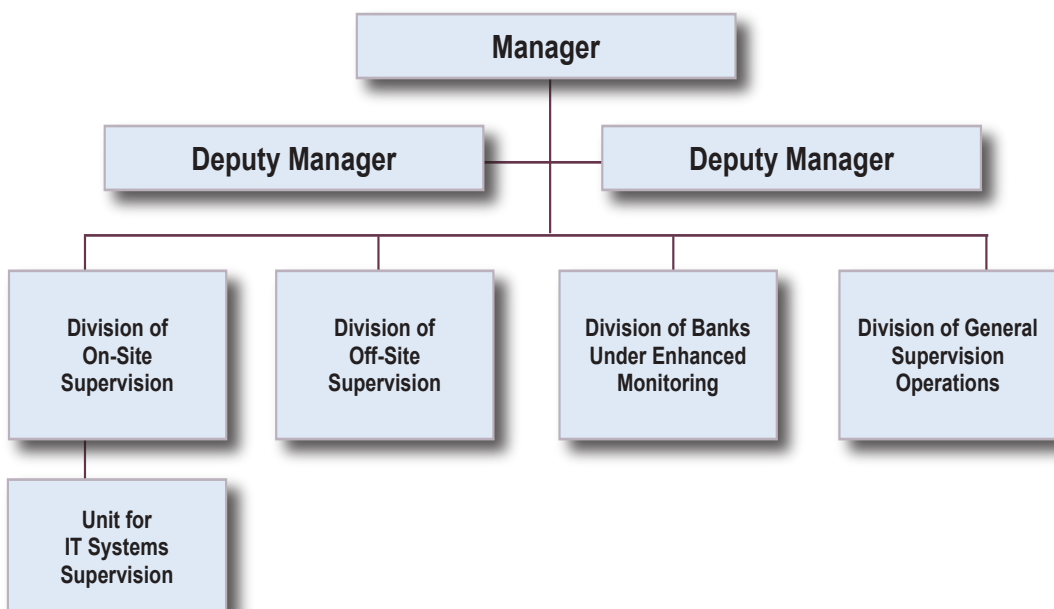 Manager
Deputy Manager
Deputy Manager
Division of
On-Site
Supervision
Division of
Off-Site
Supervision
Division of Banks
Under Enhanced
Monitoring
Division of General
Supervision
Operations
Unit for
IT Systems
Supervision